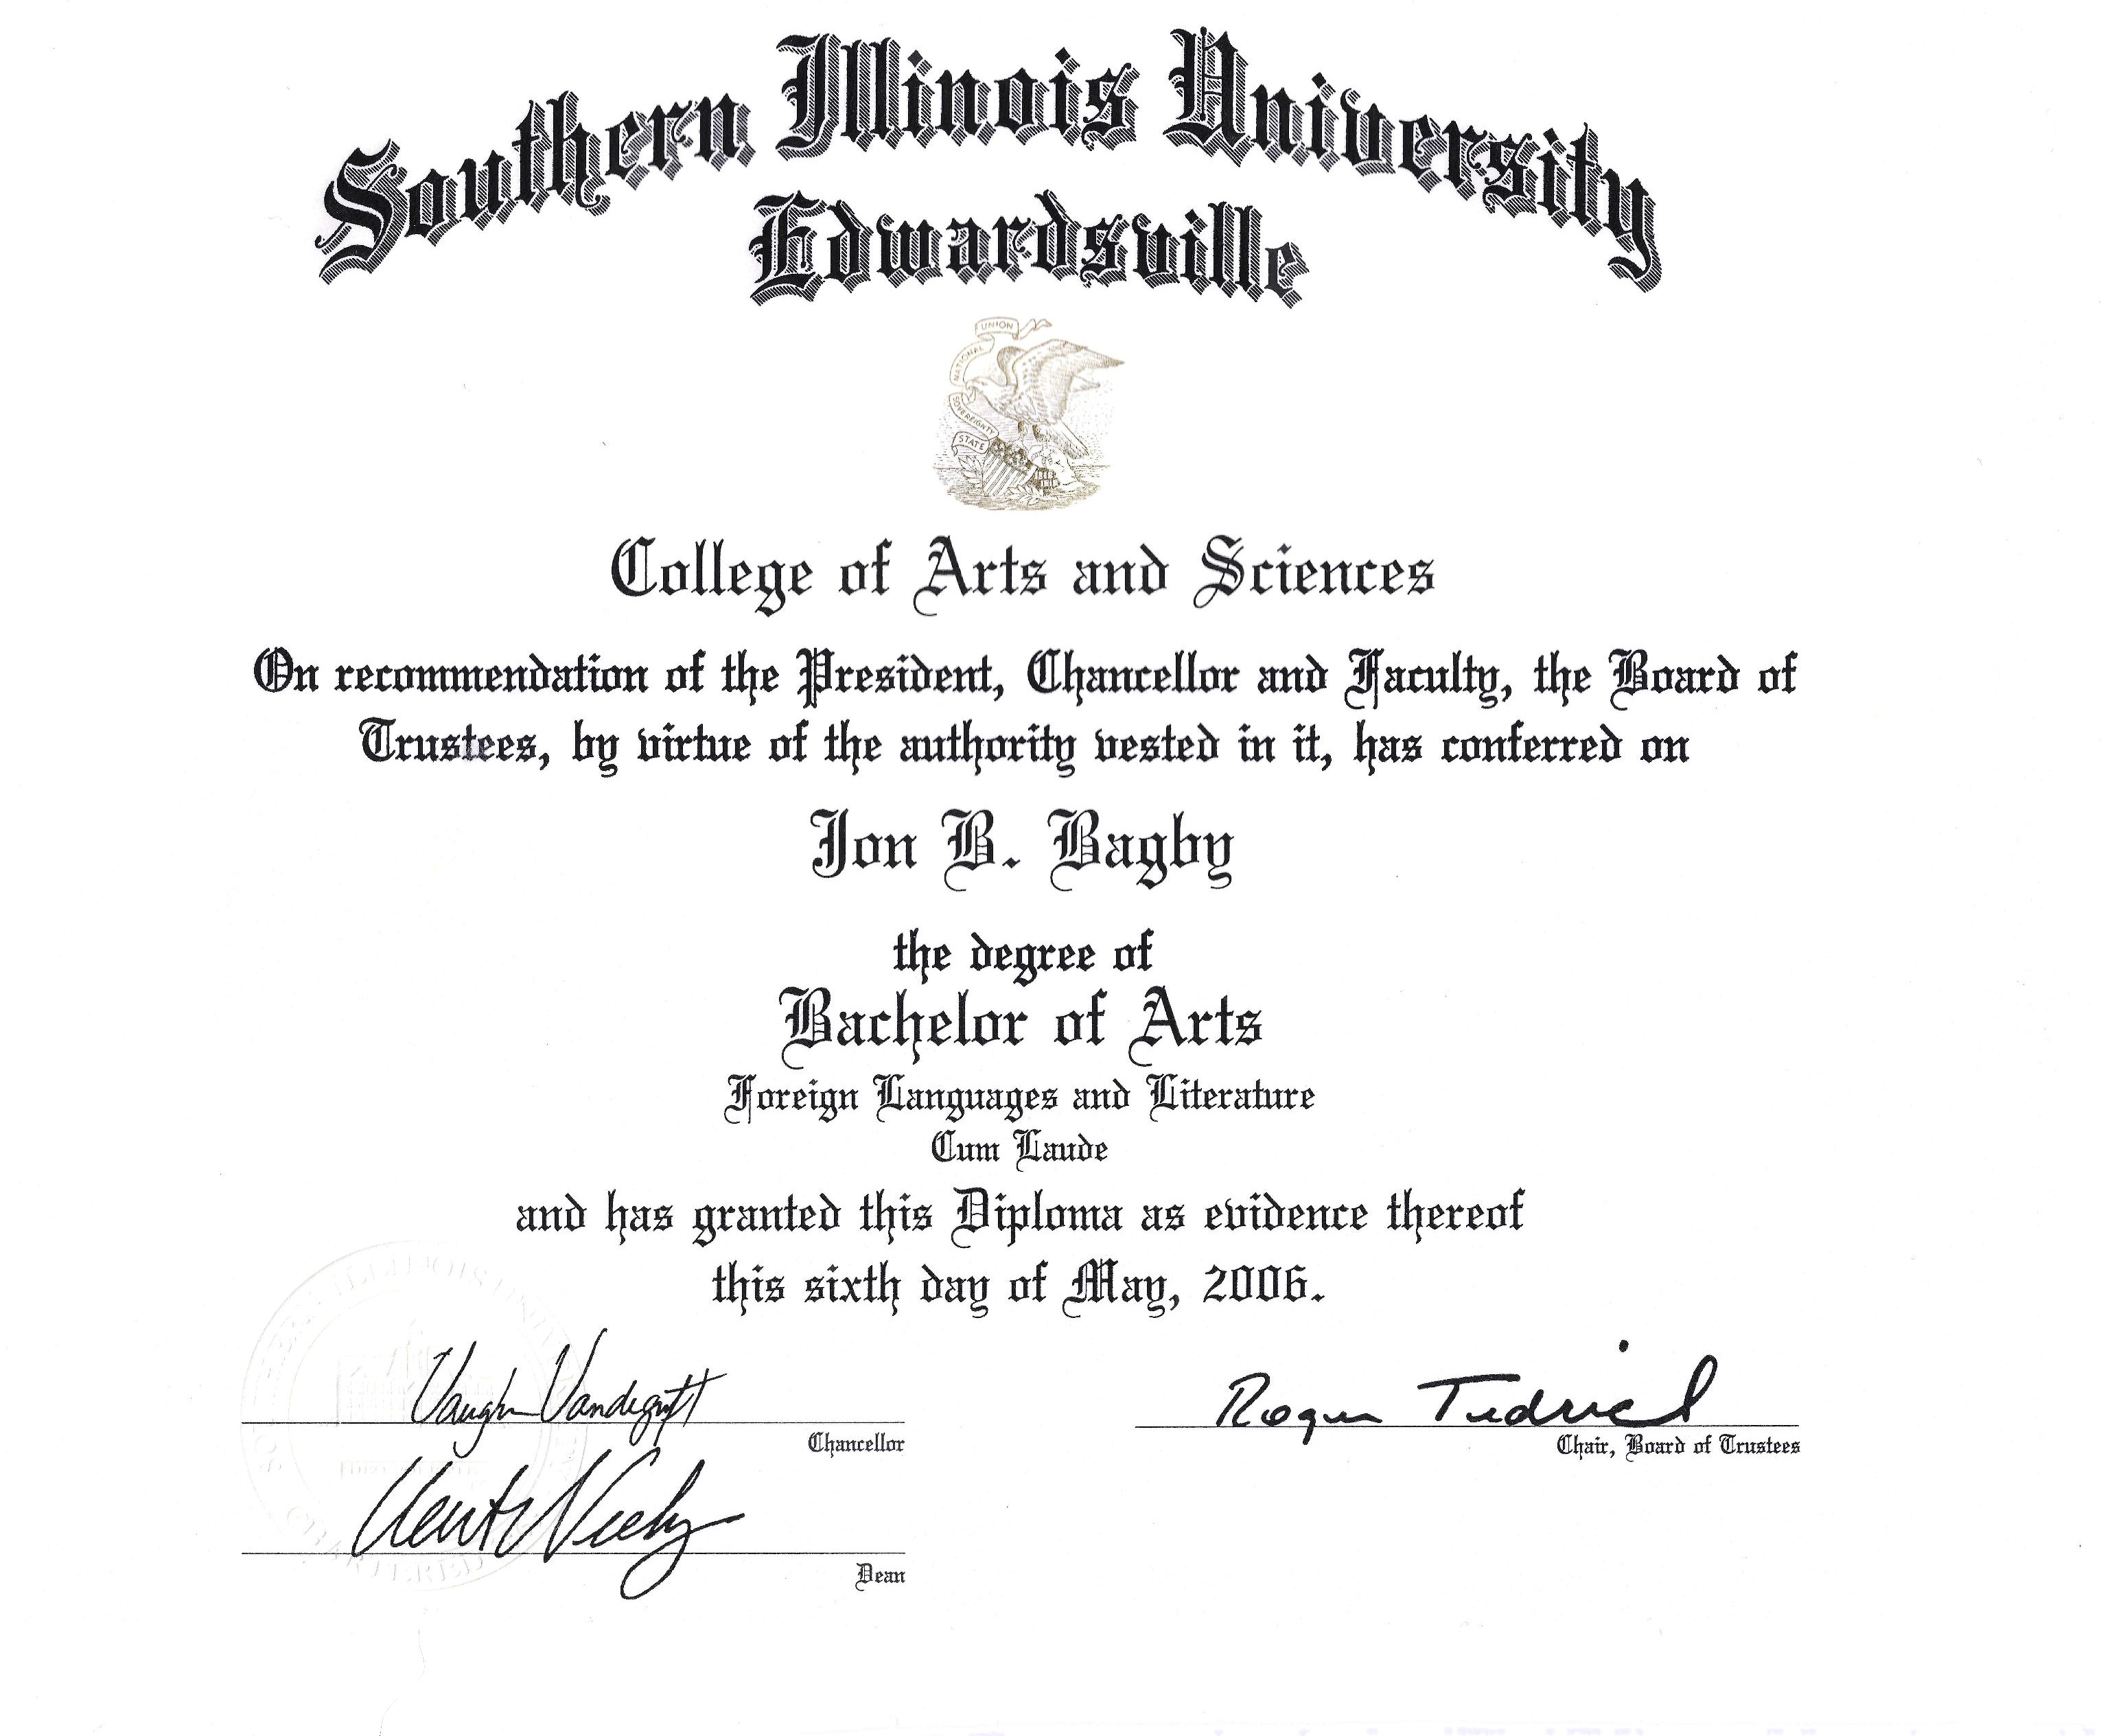 Southern Illinois University
Edwardsville
UNION
NATIONAL
SOVEREIGNTY
STATE
College of Arts and Sciences
On recommendation of the President, Chancellor and Faculty, the Board of
Trustees, by virtue of the authority vested in it, has conferred on
Jon B. Bagby
the degree of
Bachelor of Arts
Foreign Languages and Literature
Cum Laude
and has granted this Diploma as evidence thereof
this sixth day of May, 2006.
Vaughn Vandegrift
Chancellor
Roger Tedrick
Chair, Board of Trustees
Dean